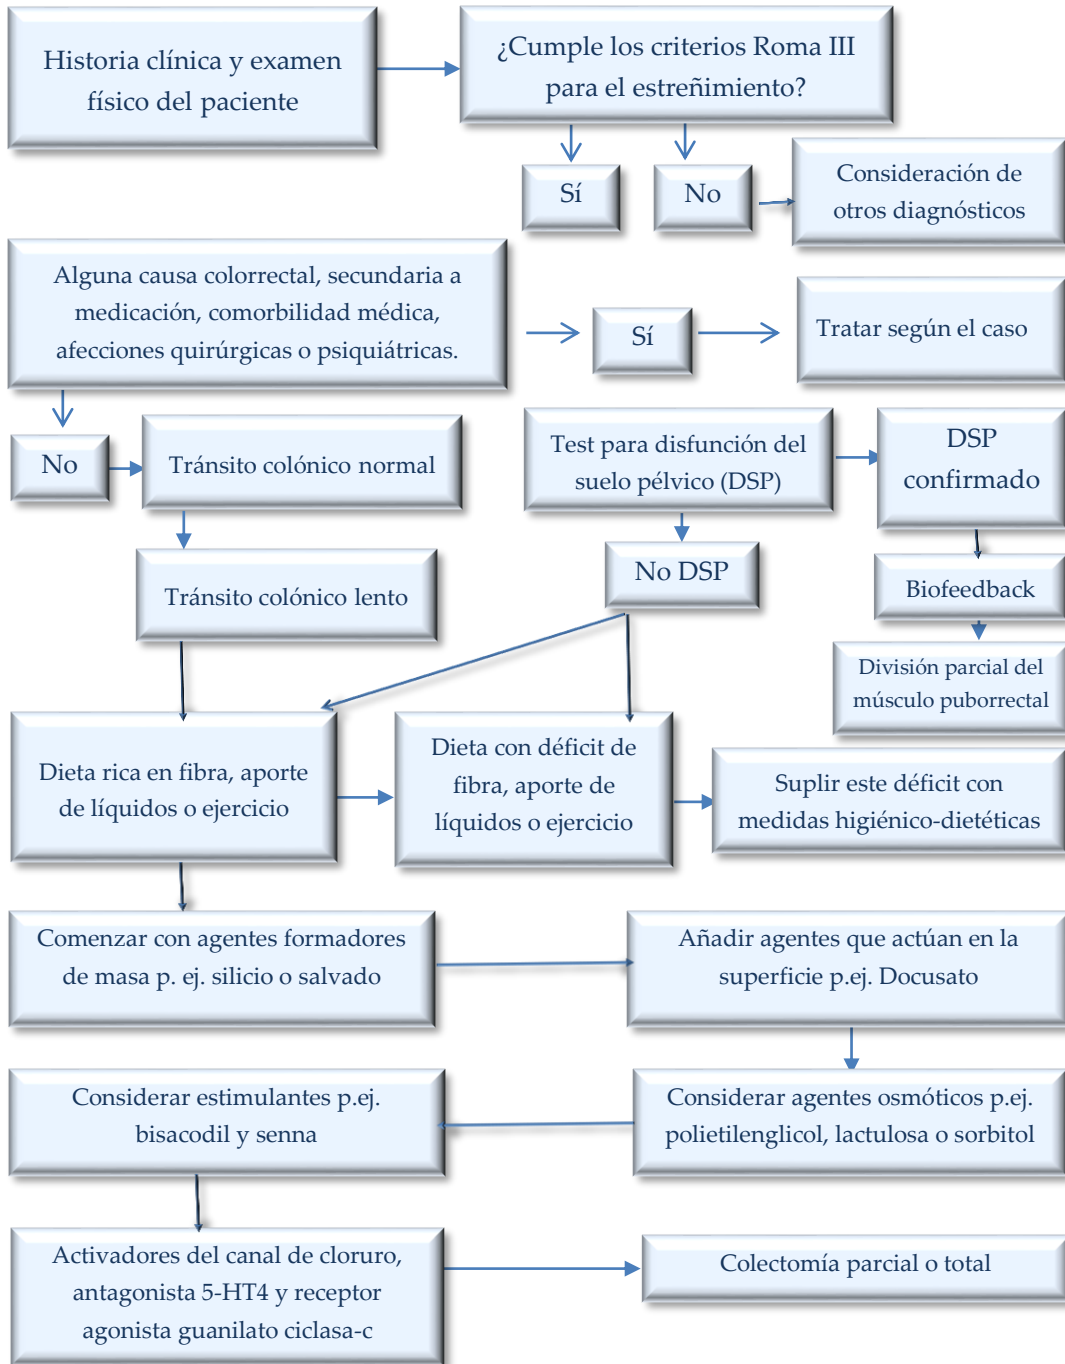 Historia clínica y examen
físico del paciente
¿Cumple los criterios Roma III
para el estreñimiento?
Sí
No
Consideración de
otros diagnósticos
Alguna causa colorrectal, secundaria a
medicación, comorbilidad médica,
afecciones quirúrgicas o psiquiátricas.
Sí
Tratar según el caso
No
Tránsito colónico normal
Test para disfunción del
suelo pélvico (DSP)
DSP
confirmado
Tránsito colónico lento
No DSP
Biofeedback
División parcial del
músculo puborrectal
Dieta rica en fibra, aporte
de líquidos o ejercicio
Dieta con déficit de
fibra, aporte de
líquidos o ejercicio
Suplir este déficit con
medidas higiénico-dietéticas
Comenzar con agentes formadores
de masa p. ej. silicio o salvado
Añadir agentes que actúan en la
superficie p.ej. Docusato
Considerar estimulantes p.ej.
bisacodil y senna
Considerar agentes osmóticos p.ej.
polietilenglicol, lactulosa o sorbitol
Activadores del canal de cloruro,
antagonista 5-HT4 y receptor
agonista guanilato ciclasa-c
Colectomía parcial o total